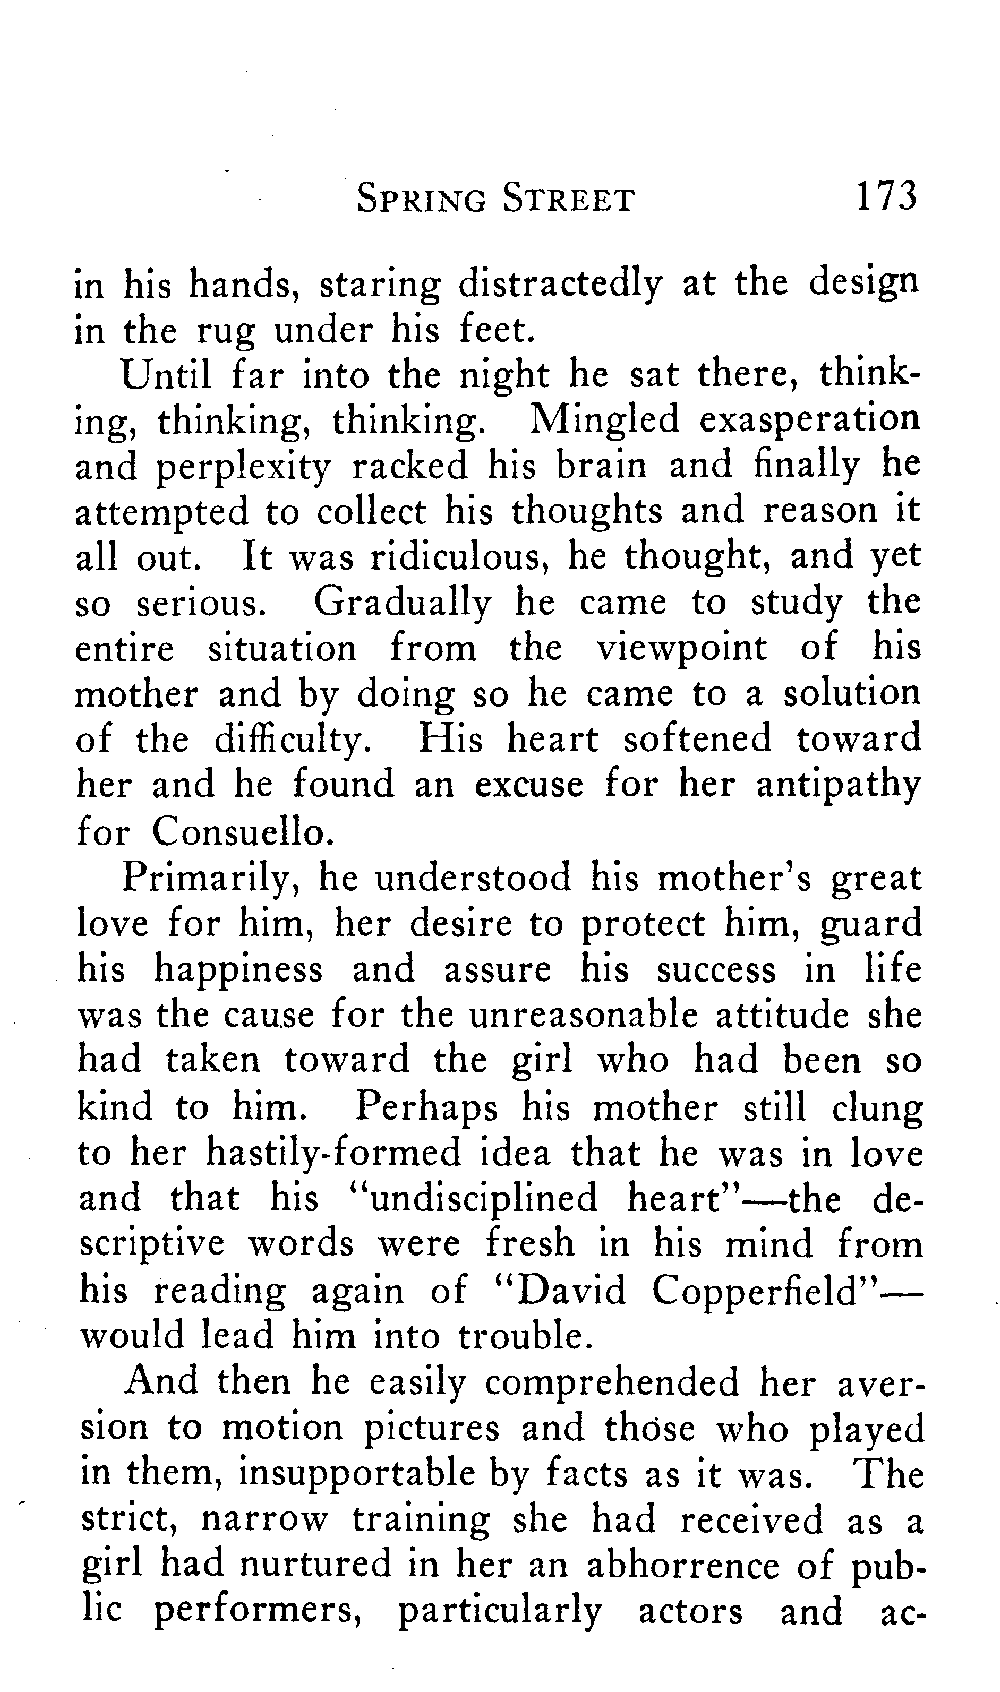 SPRING STREET 173
in his hands, staring distractedly at the design
in the rug under his feet.
Until far into the night he sat there, think-
ing, thinking, thinking. Mingled exasperation
and perplexity racked his brain and finally he
attempted to collect his thoughts and reason it
all out. It was ridiculous, he thought, and yet
so serious. Gradually he came to study the
entire situation from the viewpoint of his
mother and by doing so he came to a solution
of the difficulty. His heart softened toward
her and he found an excuse for her antipathy
for Consuello.
Primarily, he understood his mother's great
love for him, her desire to protect him, guard
his happiness and assure his success in life
was the cause for the unreasonable attitude she
had taken toward the girl who had been so
kind to him. Perhaps his mother still clung
to her hastily-formed idea that he was in love
and that his “undisciplined heart”—the de-
scriptive words were fresh in his mind from
his reading again of “David Copperfield”—
would lead him into trouble.
And then he easily comprehended her aver-
sion to motion pictures and those who played
in them, insupportable by facts as it was. The
strict, narrow training she had received as a
girl had nurtured in her an abhorrence of pub-
lic performers, particularly actors and ac-